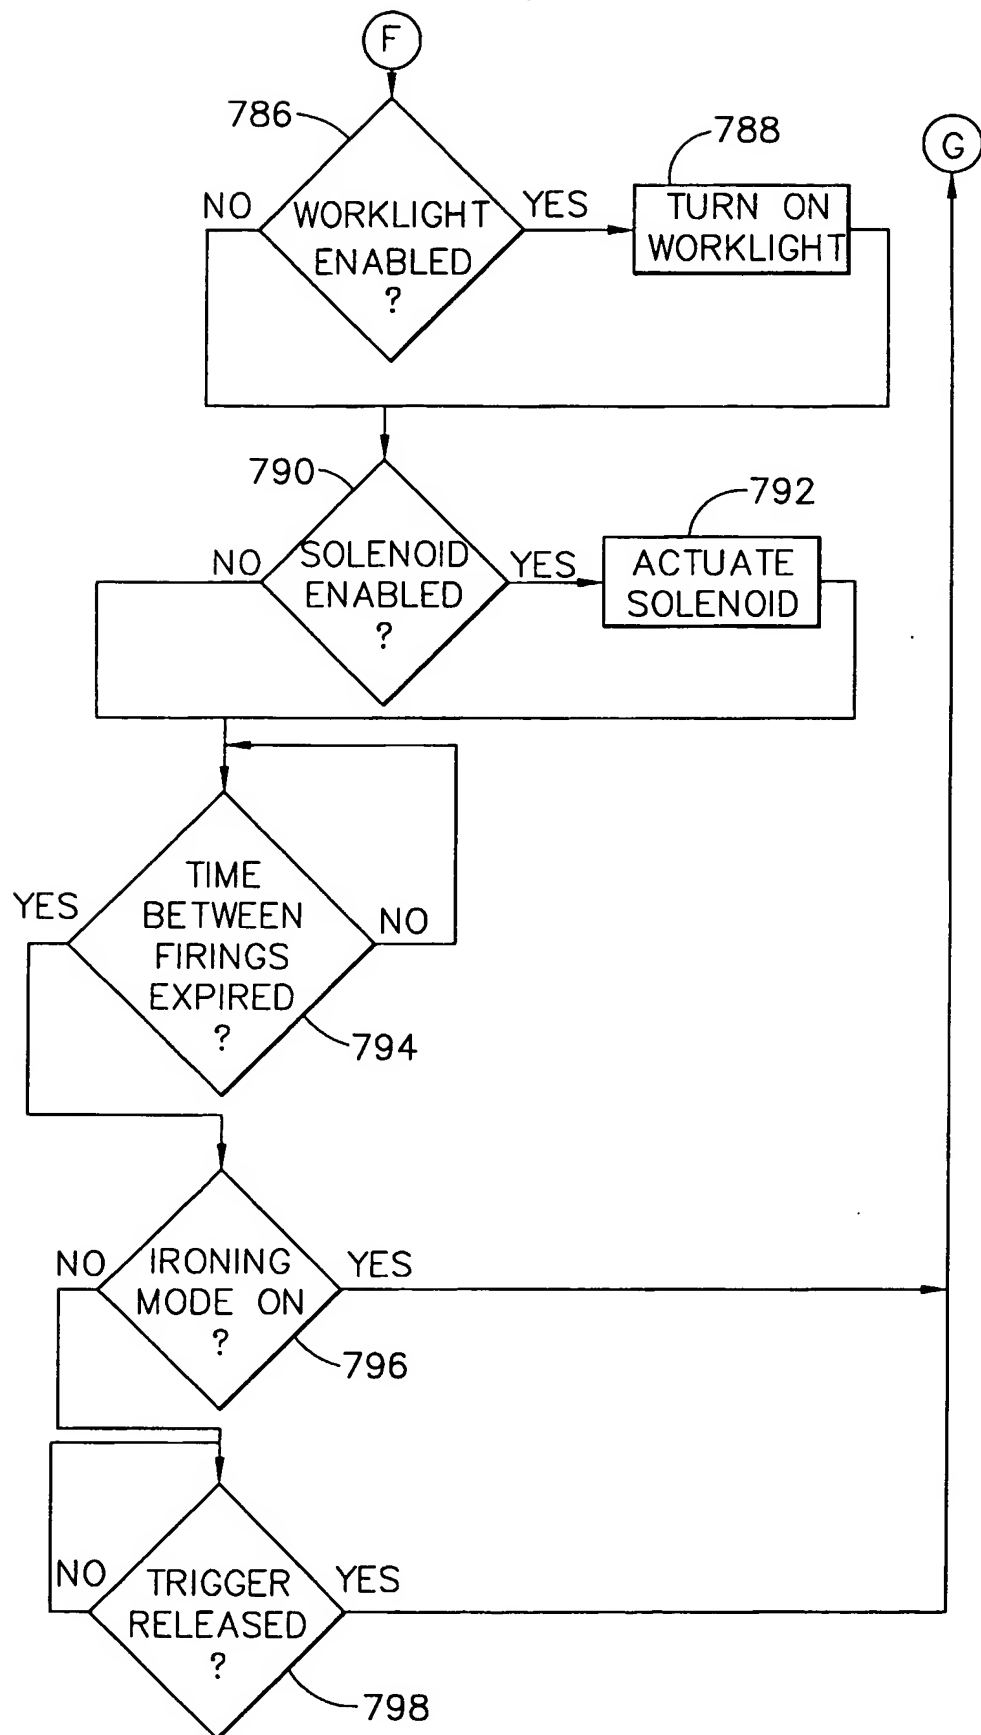 F
786
788
G
NO
WORKLIGHT
ENABLED
?
YES
TURN ON
WORKLIGHT
790
792
NO
SOLENOID
ENABLED
?
YES
ACTUATE
SOLENOID
YES
TIME
BETWEEN
FIRINGS
EXPIRED
?
NO
794
NO
IRONING
MODE ON
?
YES
796
NO
TRIGGER
RELEASED
?
YES
798